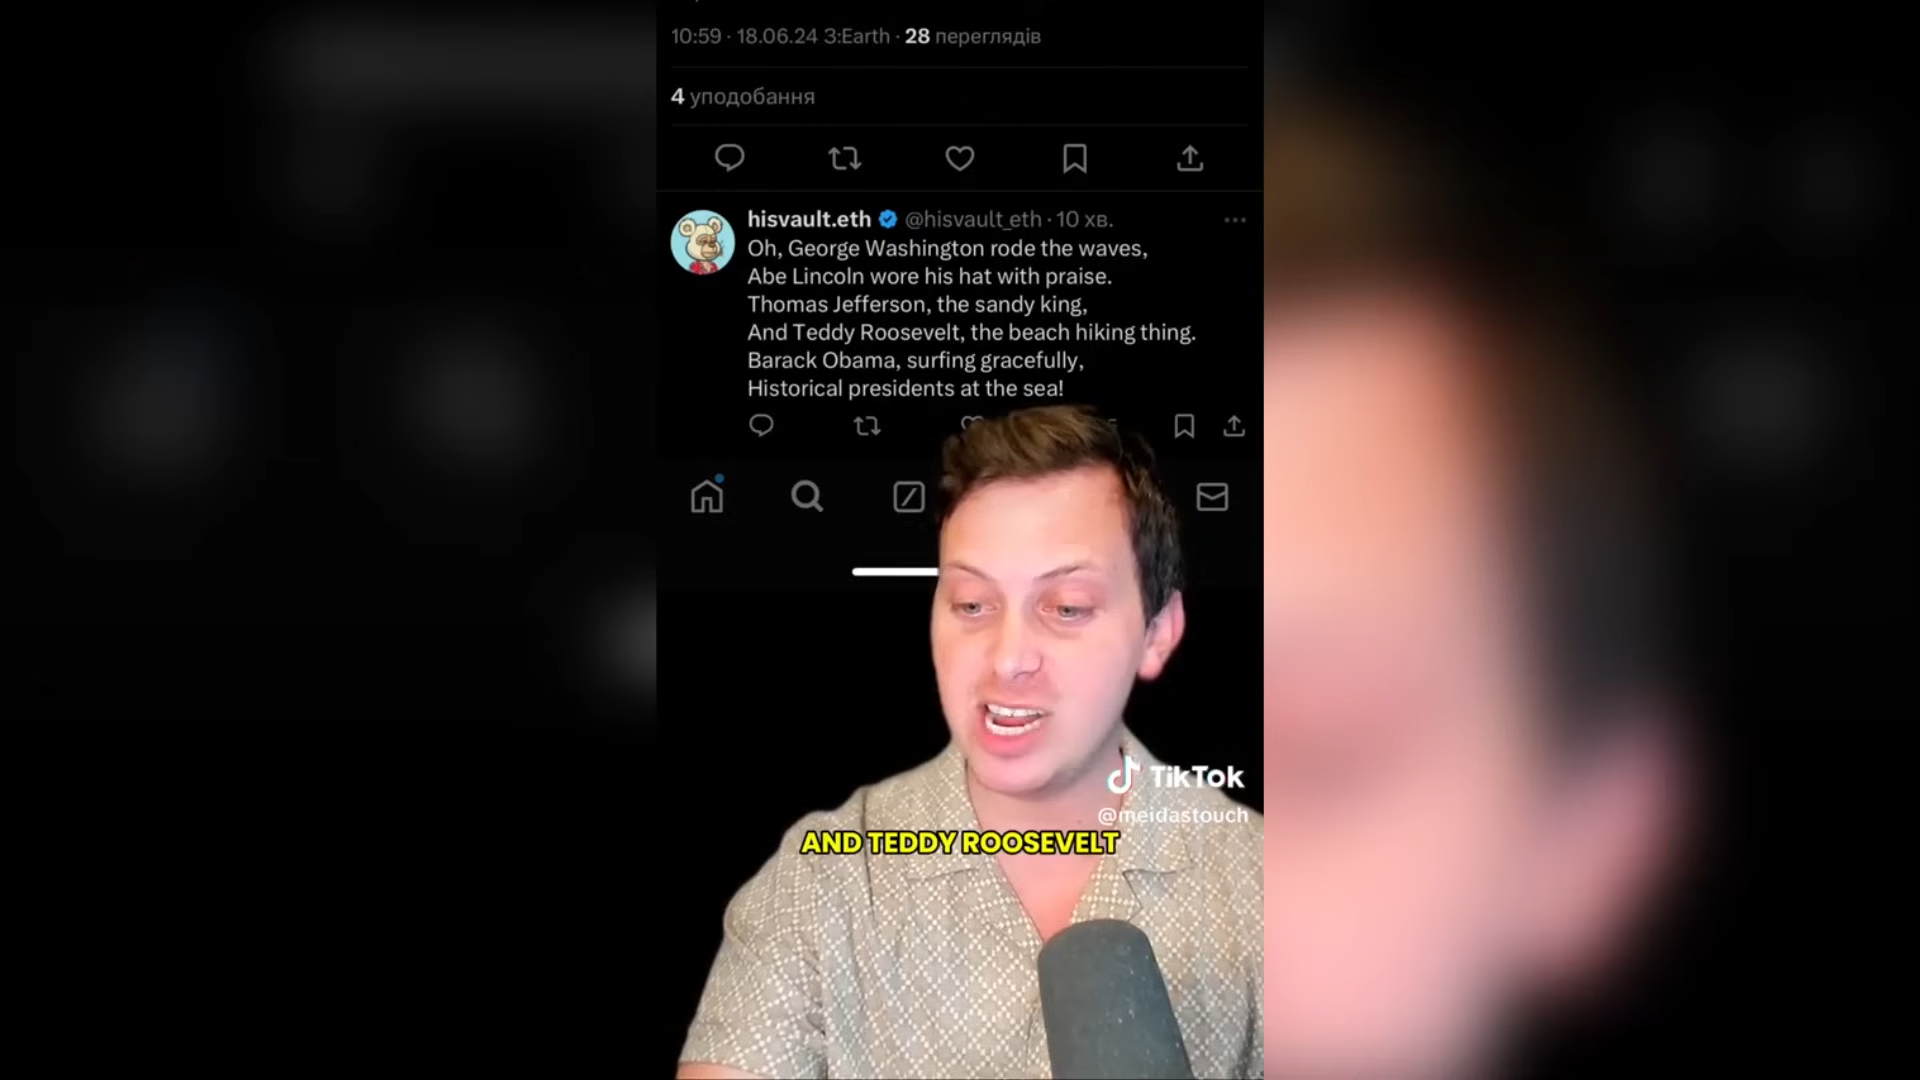 10:59 · 18.06.24 З:Earth · 28 переглядів
4 уподобання
hisvault.eth @hisvault_eth · 10 хв.
Oh, George Washington rode the waves,
Abe Lincoln wore his hat with praise.
Thomas Jefferson, the sandy king,
And Teddy Roosevelt, the beach hiking thing.
Barack Obama, surfing gracefully,
Historical presidents at the sea!
TikTok
@meidastouch
AND TEDDY ROOSEVELT